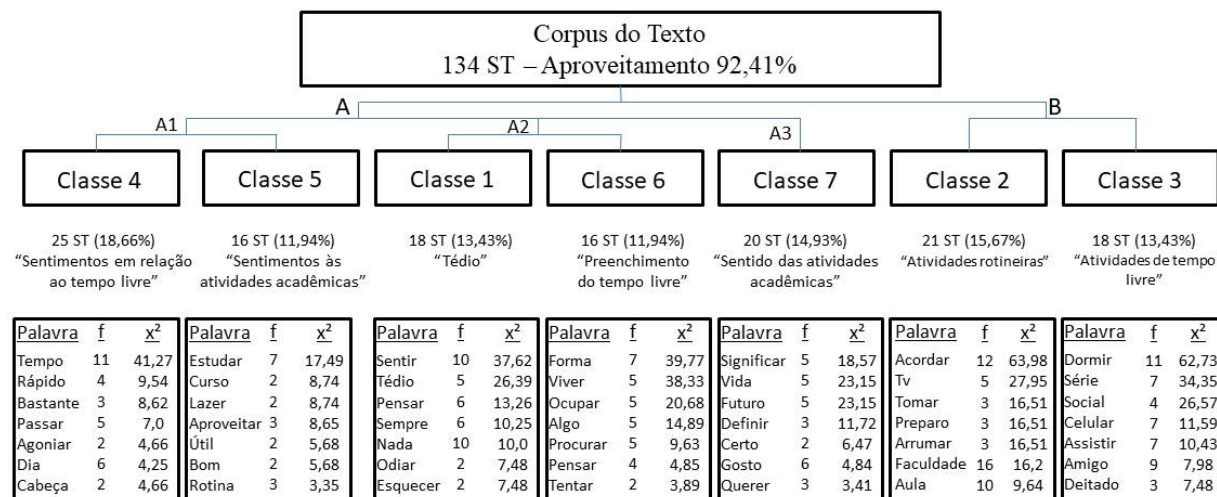 Corpus do Texto
134 ST – Aproveitamento 92,41%
A
B
A1
A2
A3
Classe 4
Classe 5
Classe 1
Classe 6
Classe 7
Classe 2
Classe 3
25 ST (18,66%)
“Sentimentos em relação
ao tempo livre”
16 ST (11,94%)
“Sentimentos às
atividades acadêmicas”
18 ST (13,43%)
“Tédio”
16 ST (11,94%)
“Preenchimento
do tempo livre”
20 ST (14,93%)
“Sentido das atividades
acadêmicas”
21 ST (15,67%)
“Atividades rotineiras”
18 ST (13,43%)
“Atividades de tempo
livre”
Palavra f x²
Tempo 11 41,27
Rápido 4 9,54
Bastante 3 8,62
Passar 5 7,0
Agoniar 2 4,66
Dia 6 4,25
Cabeça 2 4,66
Palavra f x²
Estudar 7 17,49
Curso 2 8,74
Lazer 2 8,74
Aproveitar 3 8,65
Útil 2 5,68
Bom 2 5,68
Rotina 3 3,35
Palavra f x²
Sentir 10 37,62
Tédio 5 26,39
Pensar 6 13,26
Sempre 6 10,25
Nada 10 10,0
Odiar 2 7,48
Esquecer 2 7,48
Palavra f x²
Forma 7 39,77
Viver 5 38,33
Ocupar 5 20,68
Algo 5 14,89
Procurar 5 9,63
Pensar 4 4,85
Tentar 2 3,89
Palavra f x²
Significar 5 18,57
Vida 5 23,15
Futuro 5 23,15
Definir 3 11,72
Certo 2 6,47
Gosto 6 4,84
Querer 3 3,41
Palavra f x²
Acordar 12 63,98
Tv 5 27,95
Tomar 3 16,51
Preparo 3 16,51
Arrumar 3 16,51
Faculdade 16 16,2
Aula 10 9,64
Palavra f x²
Dormir 11 62,73
Série 7 34,35
Social 4 26,57
Celular 7 11,59
Assistir 7 10,43
Amigo 9 7,98
Deitado 3 7,48